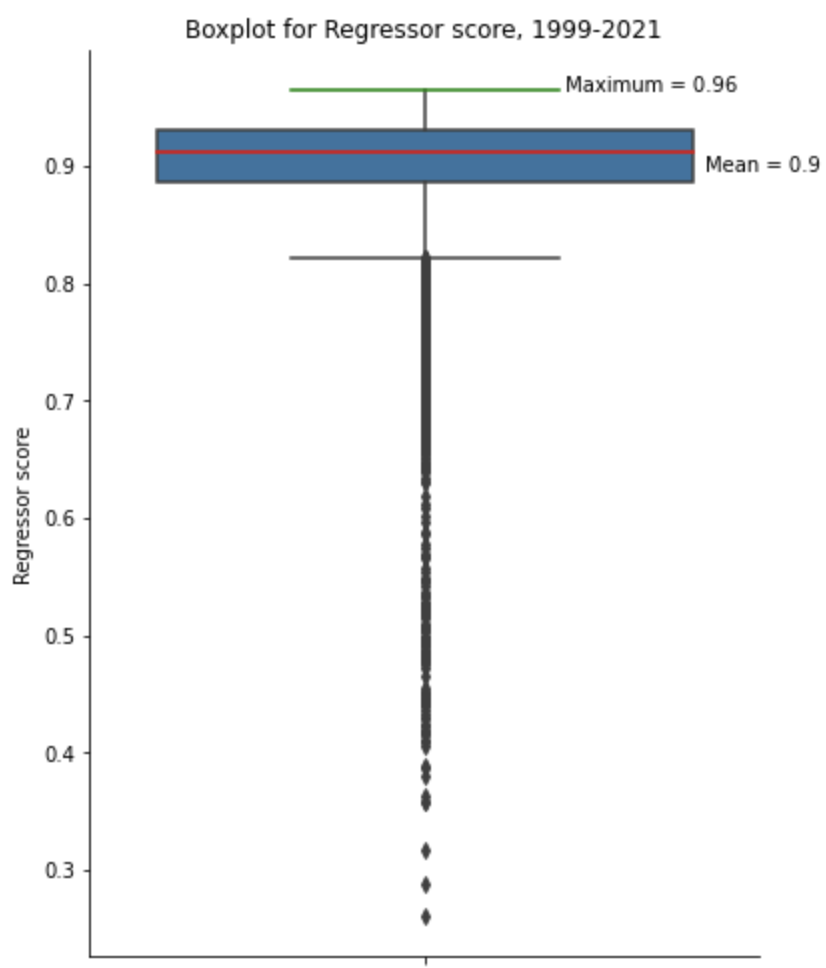 Boxplot for Regressor score, 1999-2021
Maximum = 0.96
Mean = 0.9
0.9
0.8
0.7
0.6
0.5
0.4
0.3
Regressor score